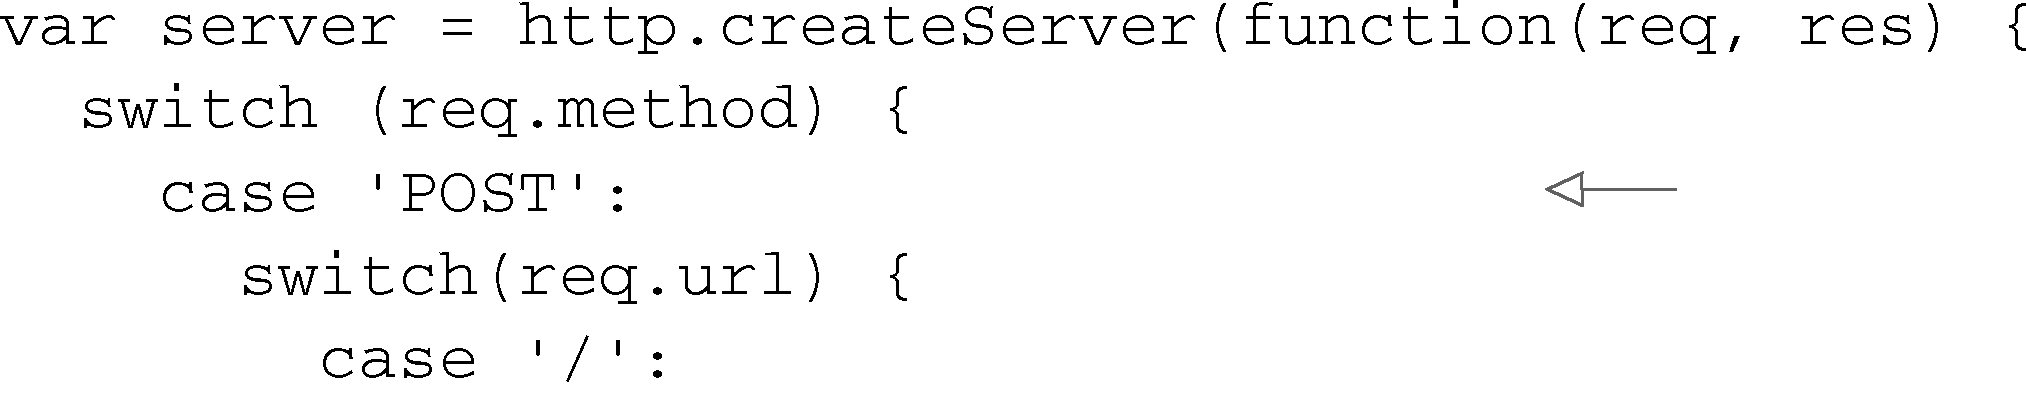 var server = http.createServer(function(req, res) {
  switch (req.method) {
    case 'POST':
      switch(req.url) {
        case '/':